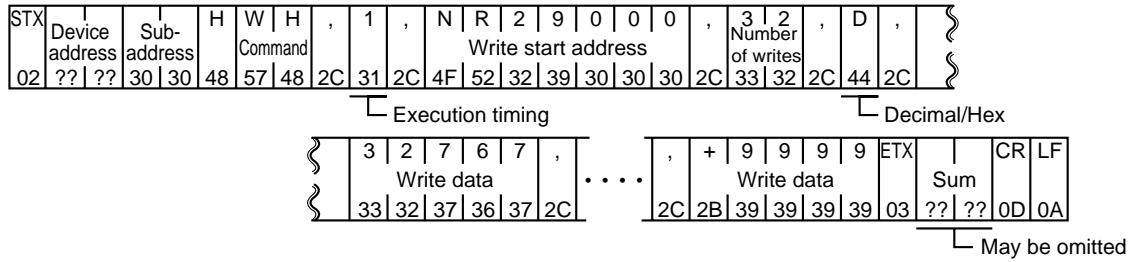 STX H W H , 1 , N R 2 9 0 0 0 , 3 2 , D ,
Device address Sub-address Command Write start address Number of writes
02 ?? ?? 30 30 48 57 48 2C 31 2C 4F 52 32 39 30 30 30 2C 33 32 2C 44 2C
Execution timing Decimal/Hex
3 2 7 6 7 , , + 9 9 9 9 ETX CR LF
Write data • • • • Write data Sum
33 32 37 36 37 2C 2C 2B 39 39 39 39 03 ?? ?? 0D 0A
May be omitted